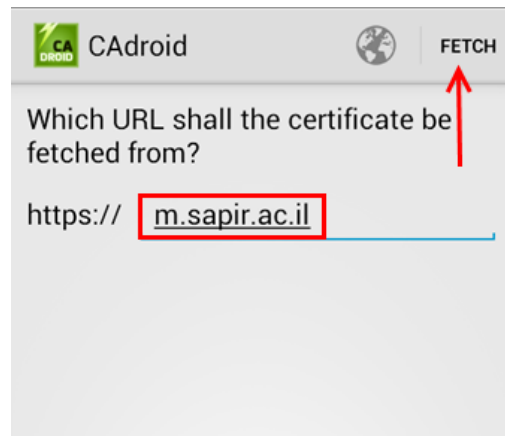 CA
DROID
CAdroid
FETCH
Which URL shall the certificate be
fetched from?
https:// m.sapir.ac.il